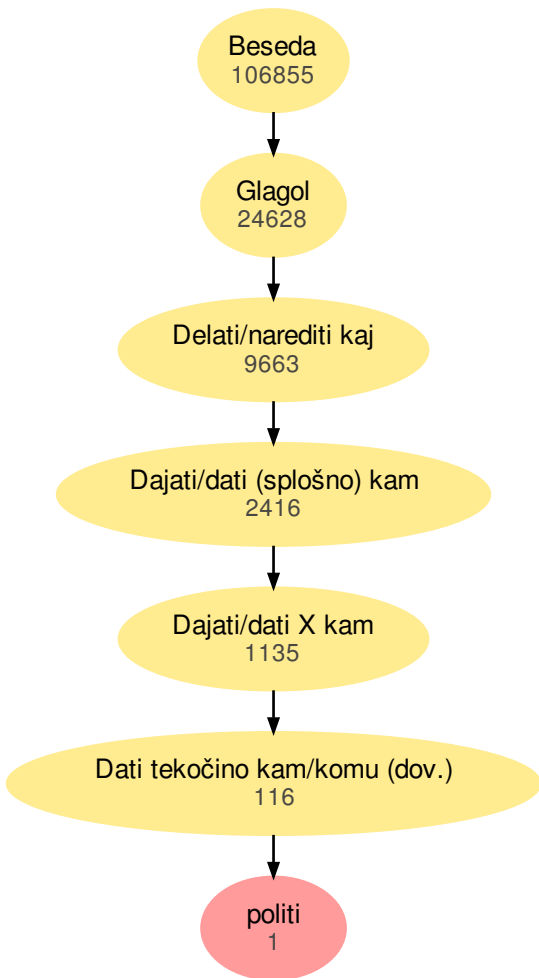 Beseda
106855
Glagol
24628
Delati/narediti kaj
9663
Dajati/dati (splošno) kam
2416
Dajati/dati X kam
1135
Dati tekočino kam/komu (dov.)
116
politi
1